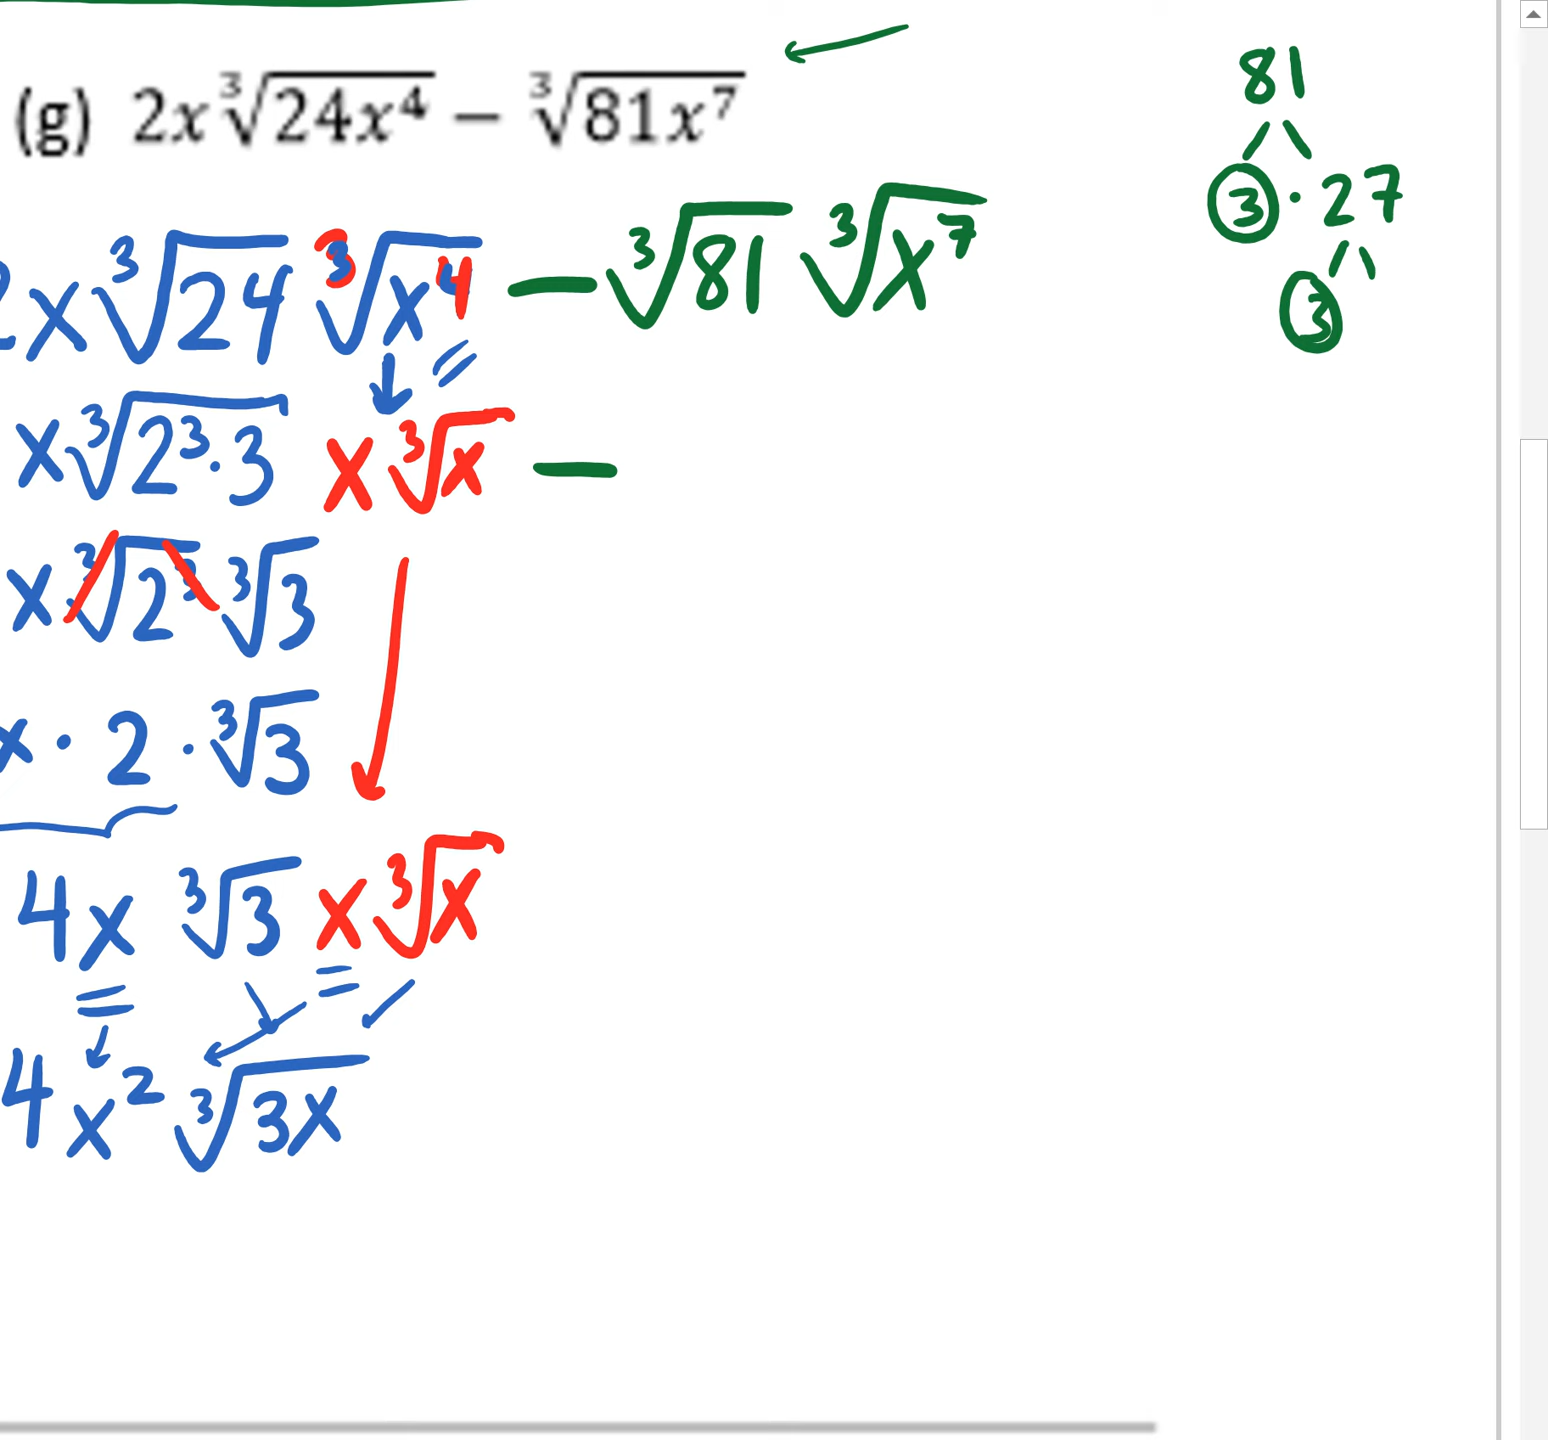 (g) 2x∛24x⁴ − ∛81x⁷
81
3 · 27
3
2x ∛24 ∛x⁴ − ∛81 ∛x⁷
x ∛2³·3 x ∛x −
x ∛2³ ∛3
x · 2 · ∛3
4x ∛3 x ∛x
4x² ∛3x